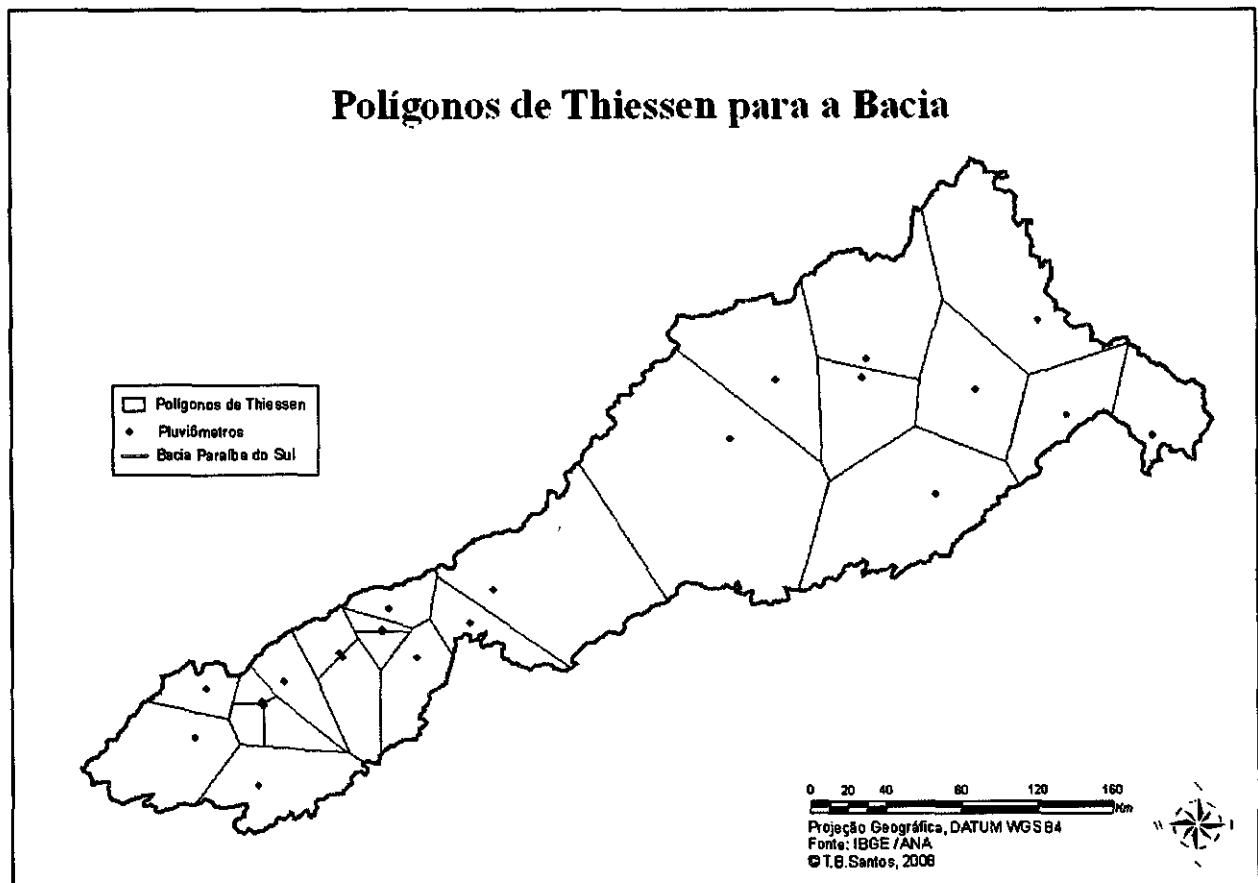 Polígonos de Thiessen para a Bacia
Polígonos de Thiessen
Pluviômetros
Bacia Paraíba do Sul
0 20 40 80 120 160
Km
Projeção Geográfica, DATUM WGS 84
Fonte: IBGE / ANA
© T.B.Santos, 2008